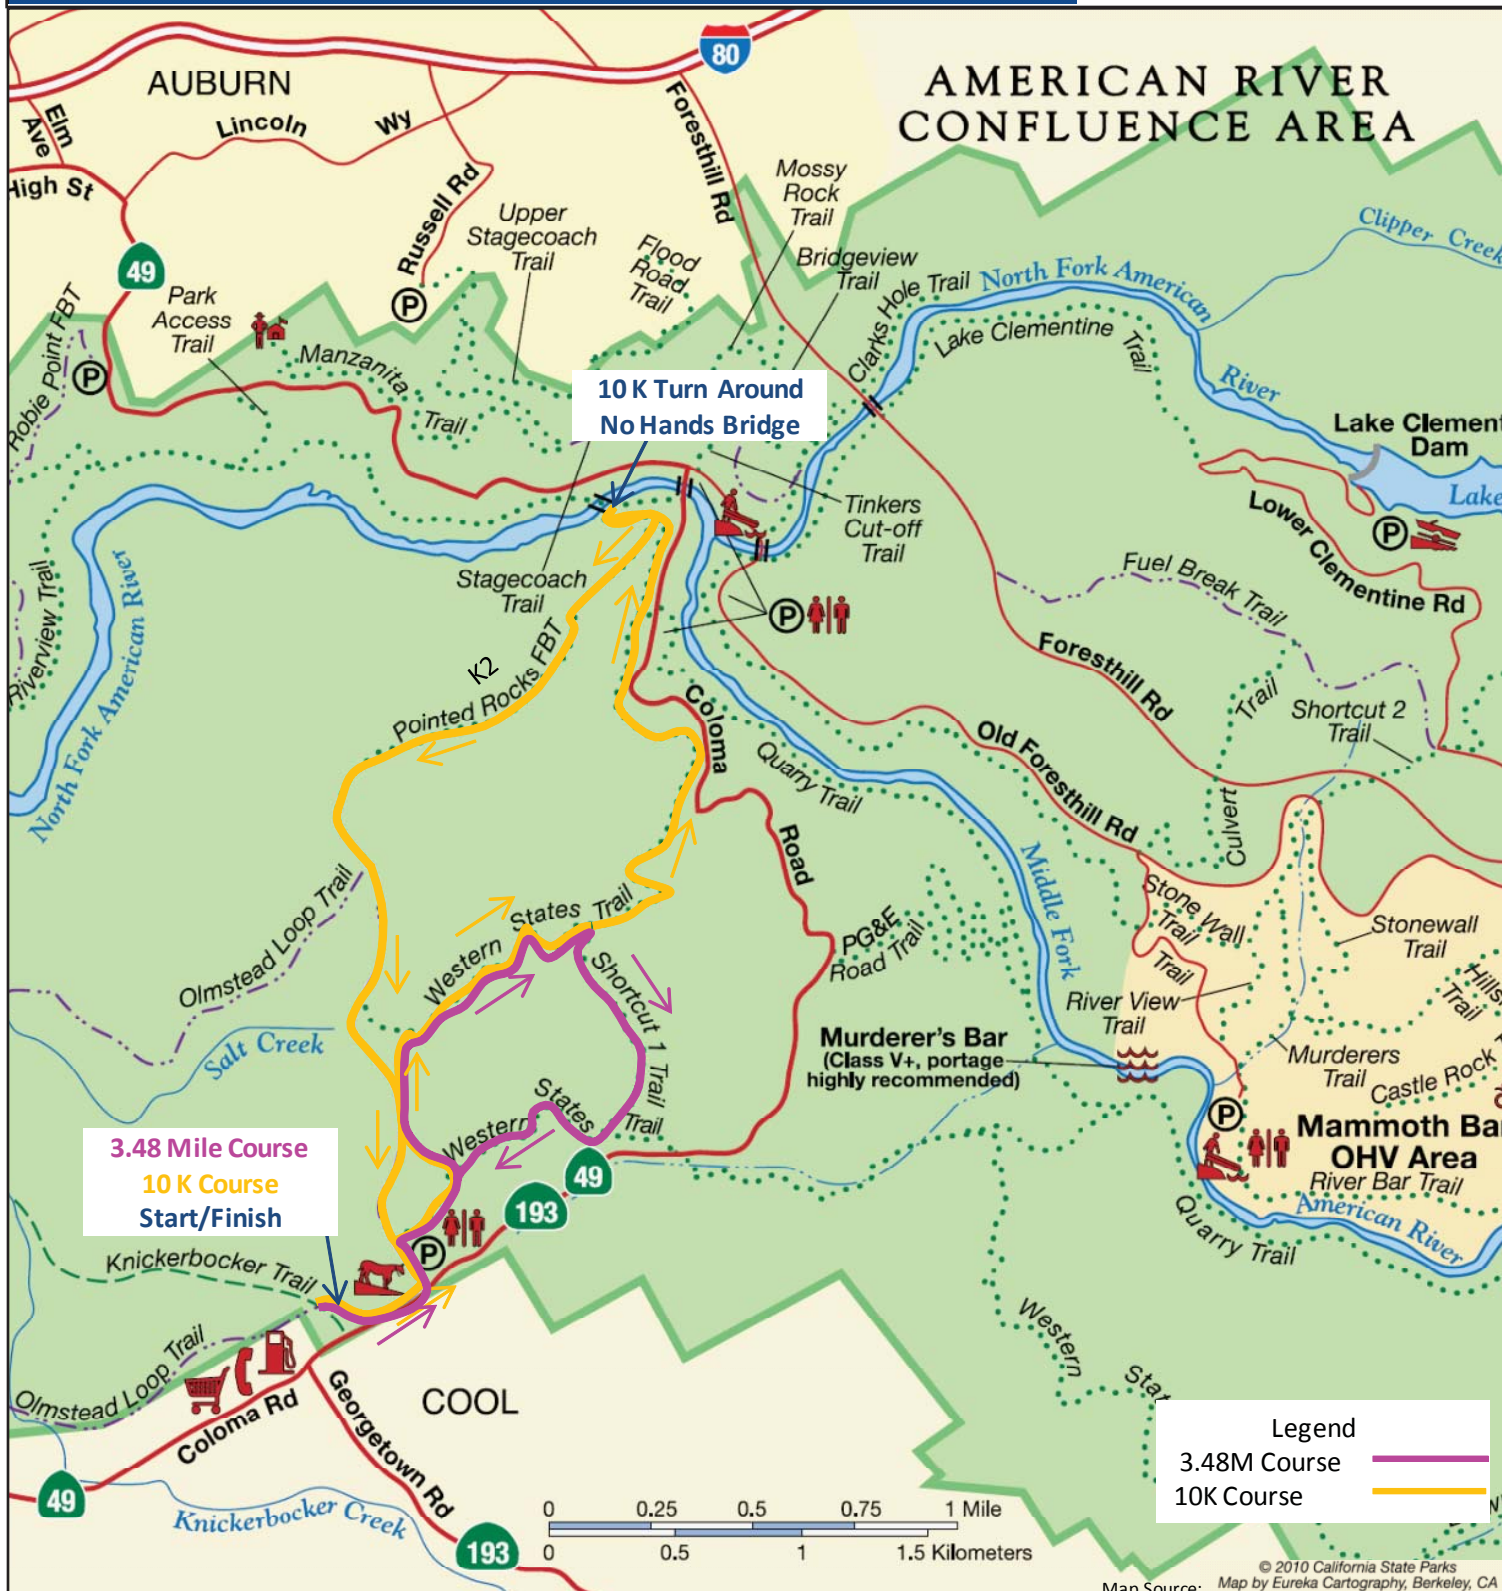 80
AMERICAN RIVER
CONFLUENCE AREA
AUBURN
Elm
Ave
Lincoln
Wy
High St
Foresthill Rd
Russell Rd
49
P
Mossy
Rock
Trail
Upper
Stagecoach
Trail
Flood
Road
Trail
Bridgeview
Trail
Clipper Creek
Clarks Hole Trail
North Fork American
River
Park
Access
Trail
Robie Point FBT
P
Manzanita
Trail
Lake Clementine
Trail
10 K Turn Around
No Hands Bridge
Lake Clement
Dam
Lake
Lower Clementine Rd
P
Tinkers
Cut-off
Trail
Stagecoach
Trail
Fuel Break Trail
P
Riverview Trail
North Fork American River
K2
Pointed Rocks FBT
Foresthill Rd
Coloma
Road
Quarry Trail
Old Foresthill Rd
Culvert
Trail
Shortcut 2
Trail
Middle Fork
Olmstead Loop Trail
Western
States
Trail
Stone Wall
Trail
Trail
Stonewall
Trail
PG&E
Road Trail
Hills
Trail
River View
Trail
Shortcut 1
Trail
Trail
Salt Creek
Murderer's Bar
(Class V+, portage
highly recommended)
Murderers
Trail
Castle Rock
Western
States
P
Mammoth Ba
OHV Area
River Bar Trail
3.48 Mile Course
10 K Course
Start/Finish
49
193
American River
Quarry Trail
P
Knickerbocker Trail
Western
Stat
Olmstead Loop Trail
Coloma Rd
Georgetown Rd
COOL
Legend
3.48M Course
10K Course
49
Knickerbocker Creek
193
0 0.25 0.5 0.75 1 Mile
0 0.5 1 1.5 Kilometers
© 2010 California State Parks
Map Source: Map by Eureka Cartography, Berkeley, CA